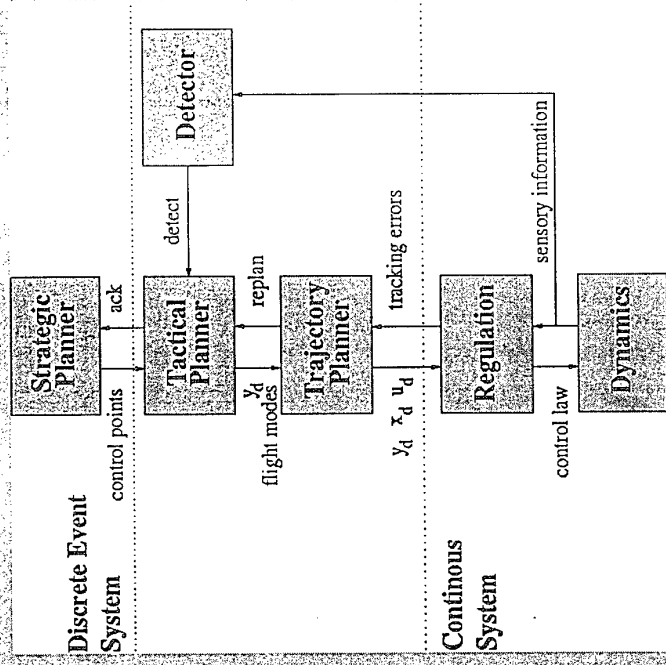 Discrete Event
System
Strategic
Planner
control points
ack
Tactical
Planner
detect
Detector
y_d
flight modes
replan
Trajectory
Planner
y_d x_d u_d
tracking errors
Continous
System
Regulation
sensory information
control law
Dynamics